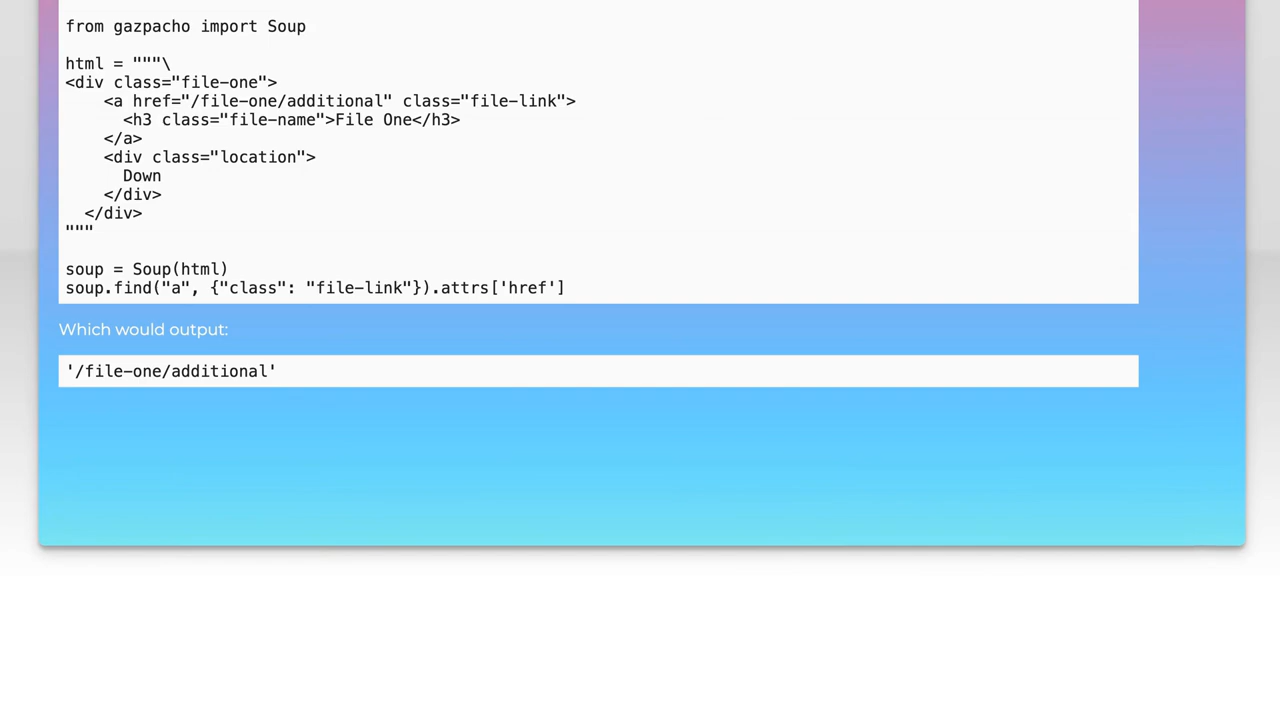 from gazpacho import Soup
html = """\
<div class="file-one">
    <a href="/file-one/additional" class="file-link">
      <h3 class="file-name">File One</h3>
    </a>
    <div class="location">
      Down
    </div>
  </div>
"""
soup = Soup(html)
soup.find("a", {"class": "file-link"}).attrs['href']
Which would output:
'/file-one/additional'